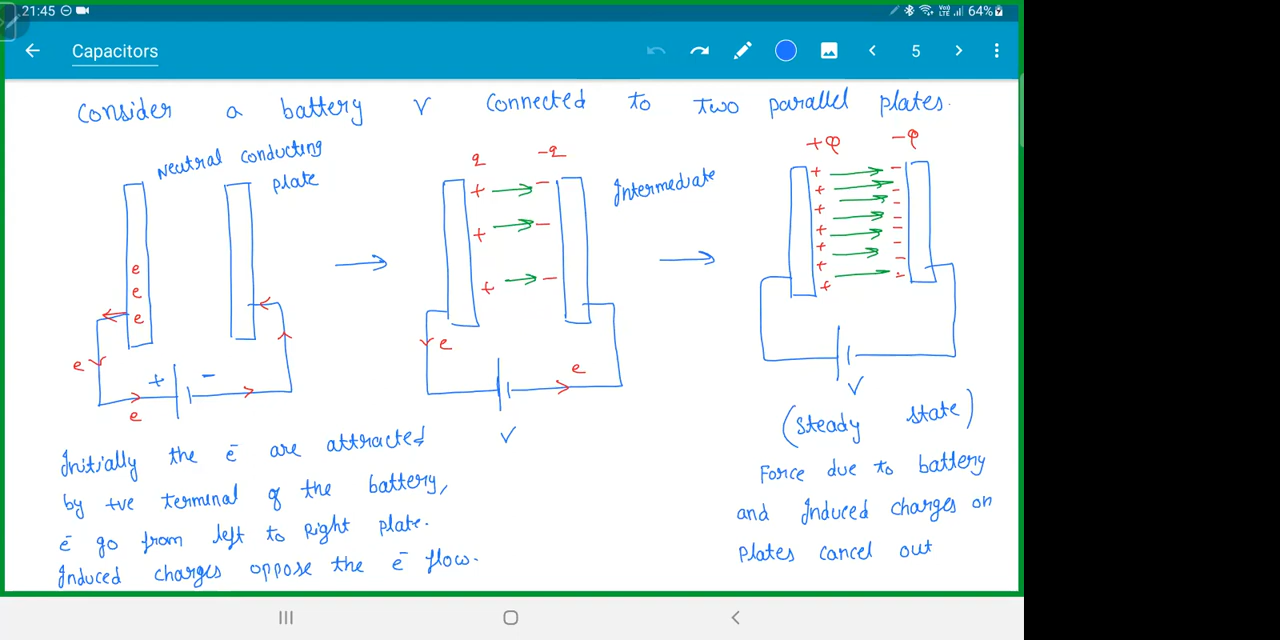 21:45
64%
Capacitors
5
Consider a battery V connected to two parallel plates.
Neutral conducting
plate
q
-q
Intermediate
+φ
-φ
+ -
+ -
+ -
e
e
e
e
+ -
e
e
e
V
V
Initially the e⁻ are attracted
by +ve terminal of the battery,
e⁻ go from left to Right plate.
Induced charges oppose the e⁻ flow.
(Steady state)
Force due to battery
and Induced charges on
plates cancel out